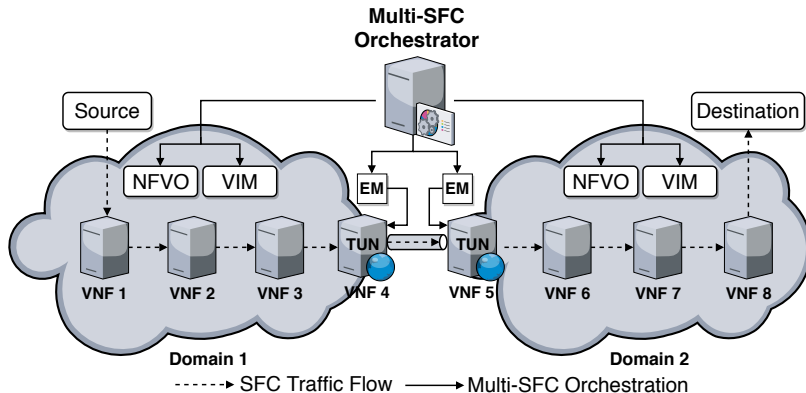 Multi-SFC
Orchestrator
Source
Destination
NFVO
VIM
EM
EM
NFVO
VIM
TUN
TUN
VNF 1
VNF 2
VNF 3
VNF 4
VNF 5
VNF 6
VNF 7
VNF 8
Domain 1
Domain 2
SFC Traffic Flow
Multi-SFC Orchestration